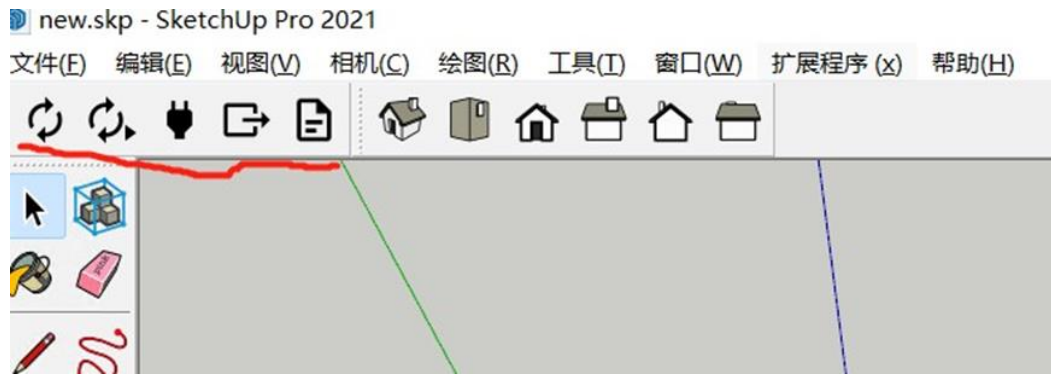 new.skp - SketchUp Pro 2021
文件(F) 编辑(E) 视图(V) 相机(C) 绘图(R) 工具(T) 窗口(W) 扩展程序 (x) 帮助(H)